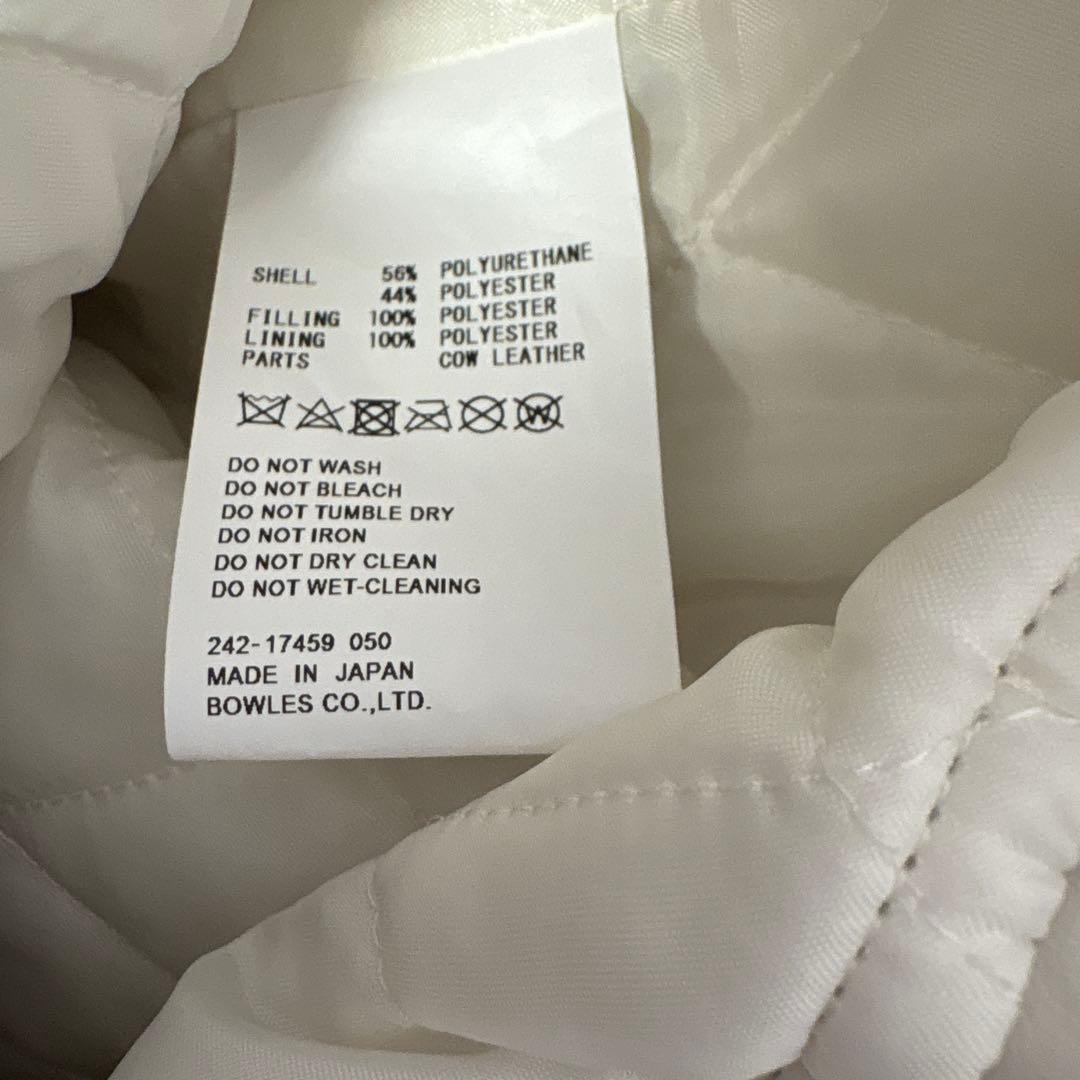 SHELL 56% POLYURETHANE
44% POLYESTER
FILLING 100% POLYESTER
LINING 100% POLYESTER
PARTS COW LEATHER
W
DO NOT WASH
DO NOT BLEACH
DO NOT TUMBLE DRY
DO NOT IRON
DO NOT DRY CLEAN
DO NOT WET-CLEANING
242-17459 050
MADE IN JAPAN
BOWLES CO.,LTD.